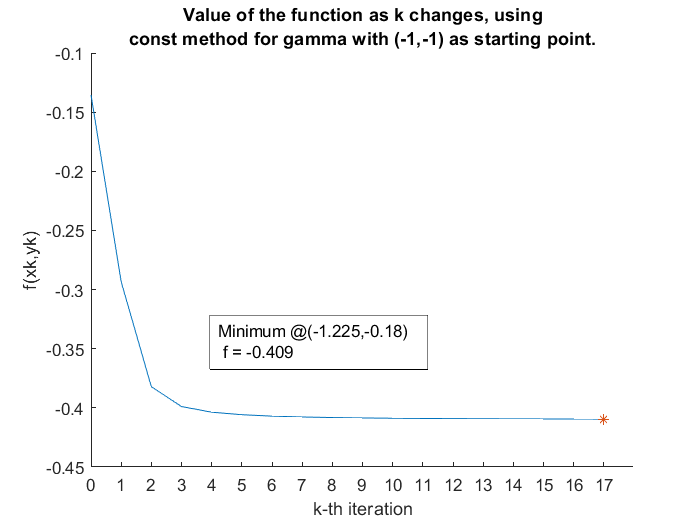 Value of the function as k changes, using
const method for gamma with (-1,-1) as starting point.
-0.1
-0.15
-0.2
-0.25
-0.3
-0.35
-0.4
-0.45
f(xk,yk)
Minimum @(-1.225,-0.18)
f = -0.409
0 1 2 3 4 5 6 7 8 9 10 11 12 13 14 15 16 17
k-th iteration